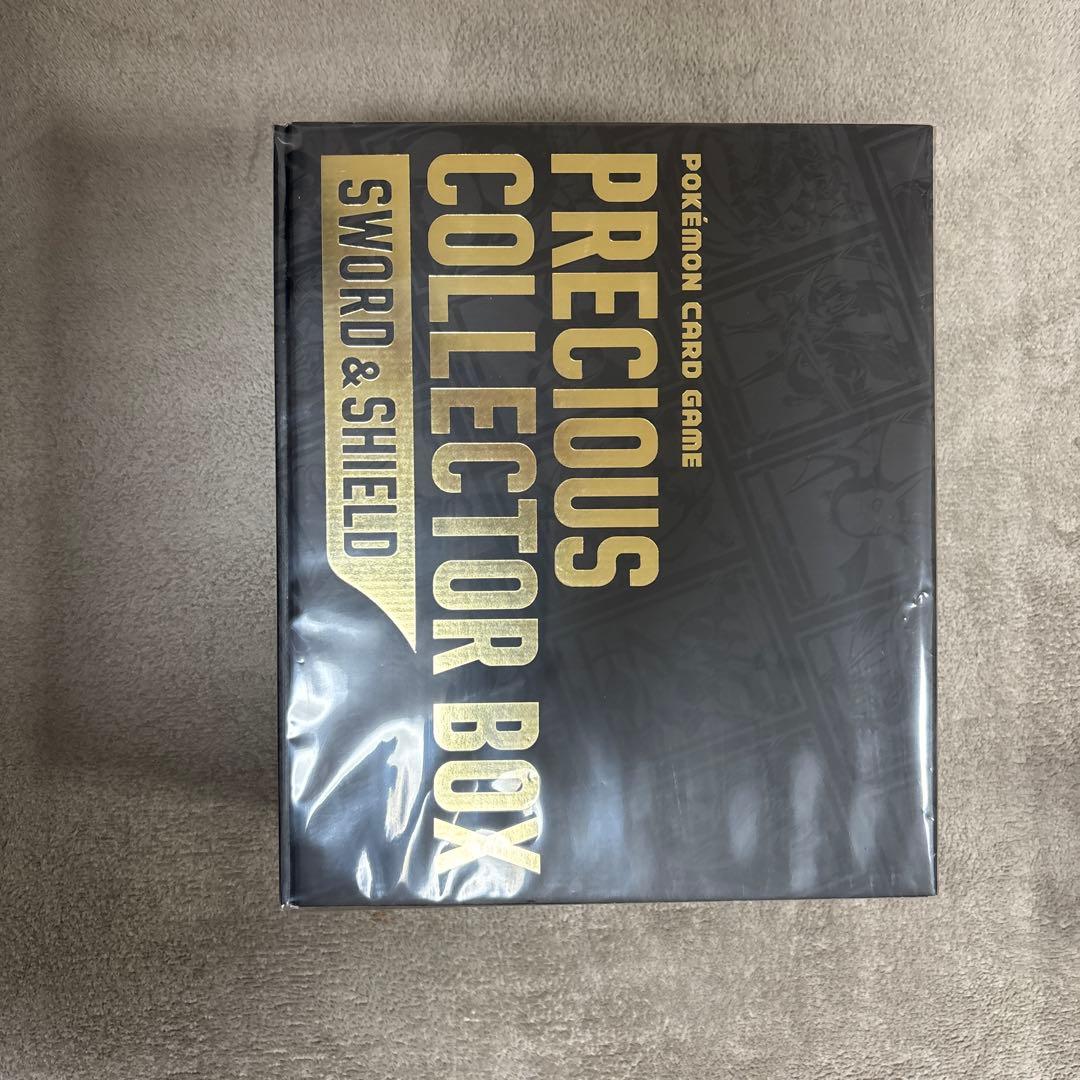 POKÉMON CARD GAME
PRECIOUS
COLLECTOR BOX
SWORD & SHIELD